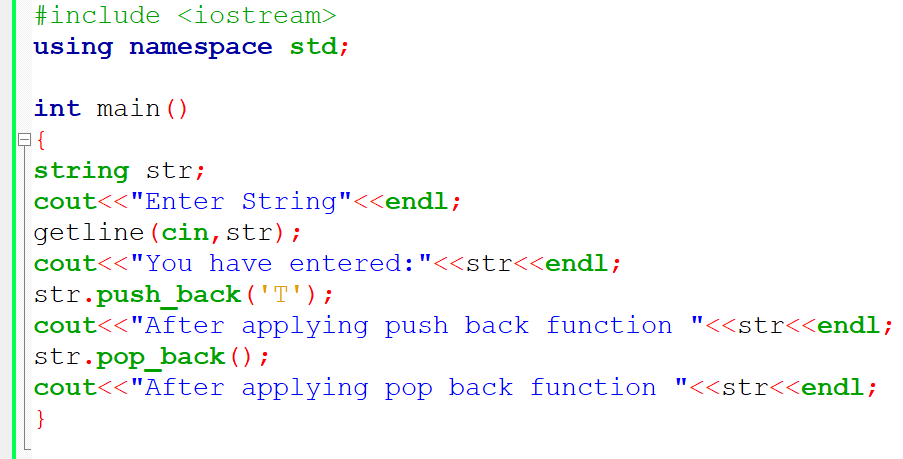 #include <iostream>
using namespace std;
int main()
{
string str;
cout<<"Enter String"<<endl;
getline(cin,str);
cout<<"You have entered:"<<str<<endl;
str.push_back('T');
cout<<"After applying push back function "<<str<<endl;
str.pop_back();
cout<<"After applying pop back function "<<str<<endl;
}